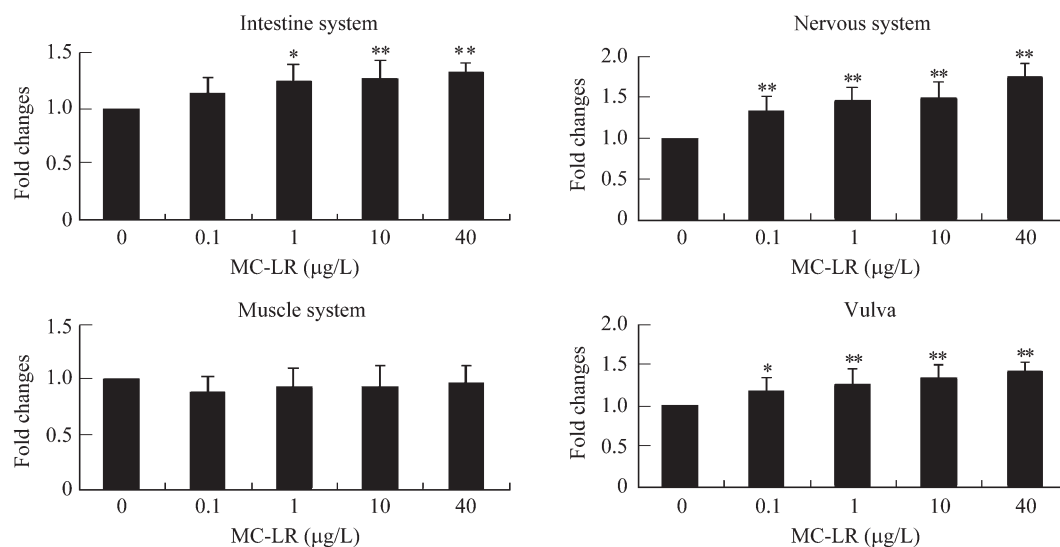 Intestine system
1.5
1.0
0.5
0
Fold changes
* ** **
0 0.1 1 10 40
MC-LR (μg/L)
Nervous system
2.0
1.5
1.0
0.5
0
Fold changes
** ** ** **
0 0.1 1 10 40
MC-LR (μg/L)
Muscle system
1.5
1.0
0.5
0
Fold changes
0 0.1 1 10 40
MC-LR (μg/L)
Vulva
2.0
1.5
1.0
0.5
0
Fold changes
* ** ** **
0 0.1 1 10 40
MC-LR (μg/L)